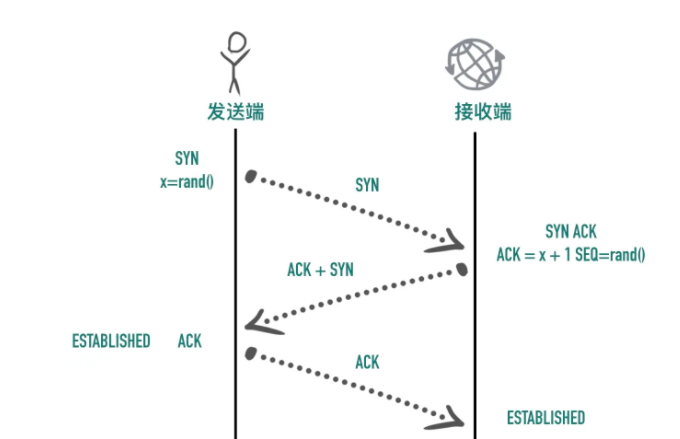 发送端
接收端
SYN
x=rand()
SYN
SYN ACK
ACK = x + 1 SEQ=rand()
ACK + SYN
ESTABLISHED ACK
ACK
ESTABLISHED